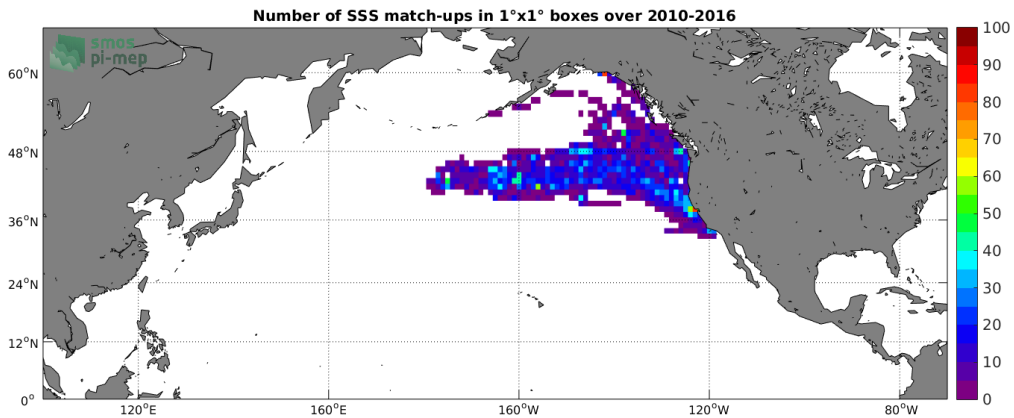 Number of SSS match-ups in 1°x1° boxes over 2010-2016
smos
pi-mep
60°N
48°N
36°N
24°N
12°N
0°
120°E
160°E
160°W
120°W
80°W
100
90
80
70
60
50
40
30
20
10
0